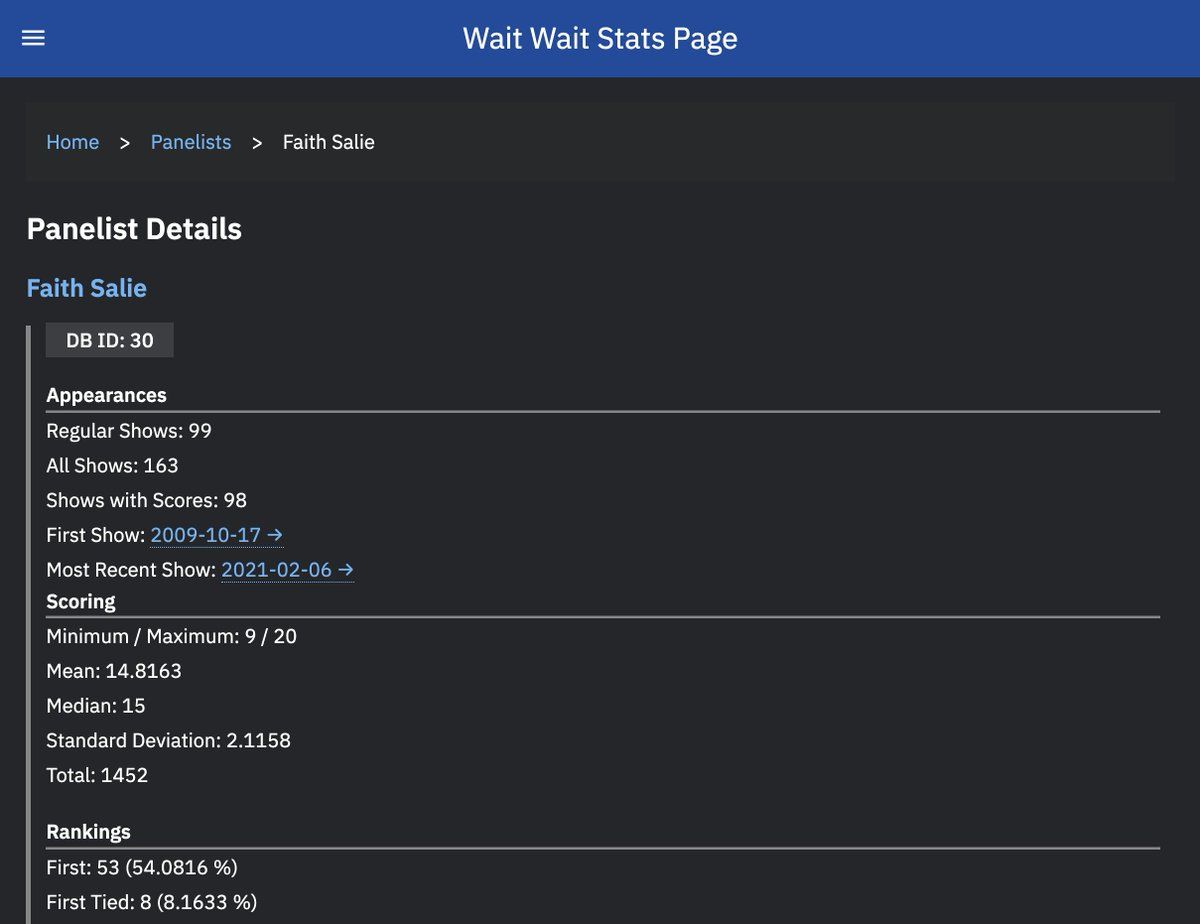 Wait Wait Stats Page
Home > Panelists > Faith Salie
Panelist Details
Faith Salie
DB ID: 30
Appearances
Regular Shows: 99
All Shows: 163
Shows with Scores: 98
First Show: 2009-10-17 →
Most Recent Show: 2021-02-06 →
Scoring
Minimum / Maximum: 9 / 20
Mean: 14.8163
Median: 15
Standard Deviation: 2.1158
Total: 1452
Rankings
First: 53 (54.0816 %)
First Tied: 8 (8.1633 %)